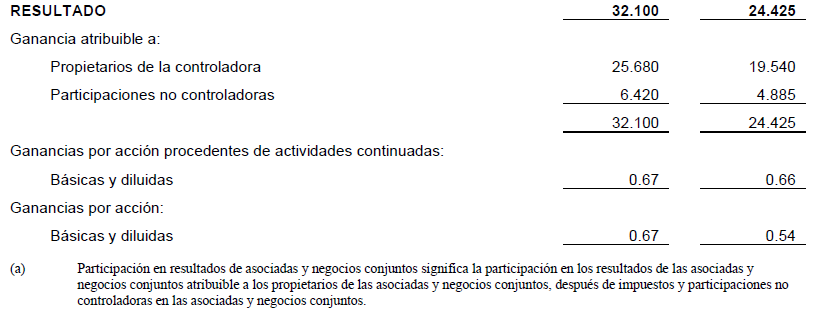 RESULTADO 32.100 24.425
Ganancia atribuible a:
Propietarios de la controladora 25.680 19.540
Participaciones no controladoras 6.420 4.885
32.100 24.425
Ganancias por acción procedentes de actividades continuadas:
Básicas y diluidas 0.67 0.66
Ganancias por acción:
Básicas y diluidas 0.67 0.54
(a) Participación en resultados de asociadas y negocios conjuntos significa la participación en los resultados de las asociadas y
negocios conjuntos atribuible a los propietarios de las asociadas y negocios conjuntos, después de impuestos y participaciones no
controladoras en las asociadas y negocios conjuntos.